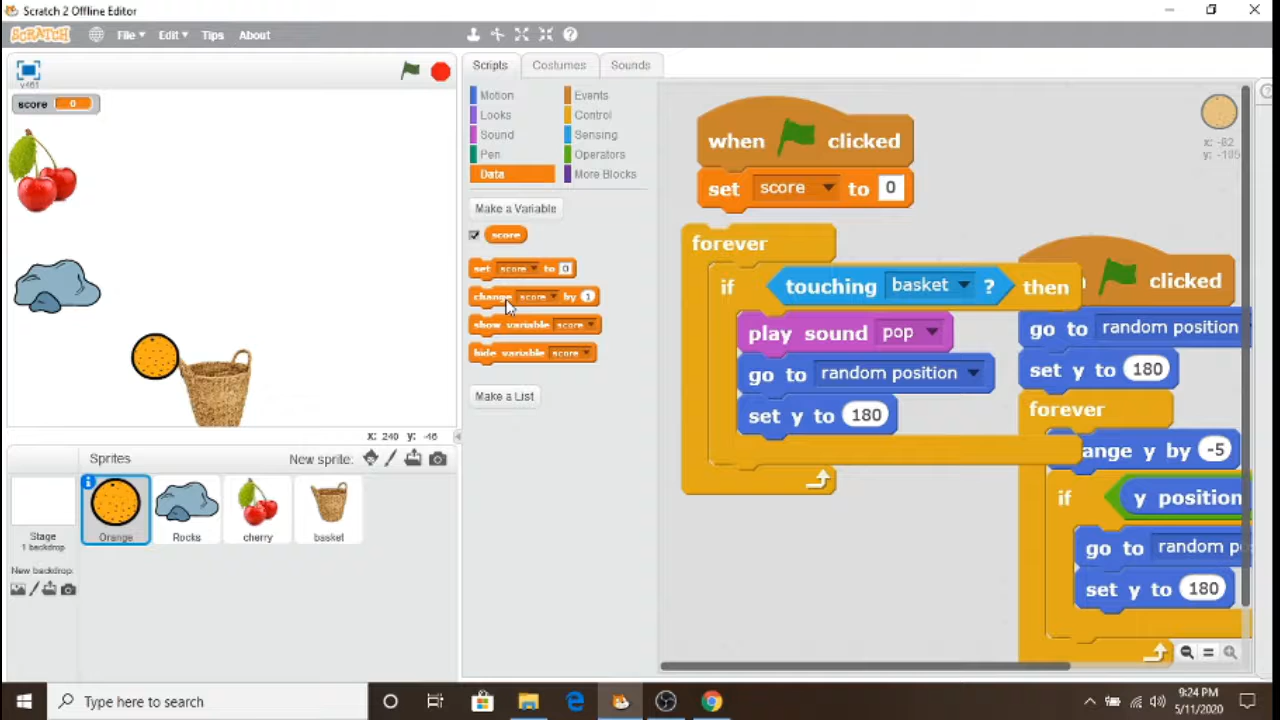 Scratch 2 Offline Editor
SCRATCH File Edit Tips About
v461
score 0
x: 240 y: -46
Sprites New sprite:
Stage
1 backdrop
New backdrop:
Orange
Rocks
cherry
basket
Scripts Costumes Sounds
Motion Events
Looks Control
Sound Sensing
Pen Operators
Data More Blocks
Make a Variable
score
set score to 0
change score by 1
show variable score
hide variable score
Make a List
when clicked
set score to 0
forever
if touching basket ? then
play sound pop
go to random position
set y to 180
clicked
go to random position
set y to 180
forever
ange y by -5
if y position
go to random p
set y to 180
x: -82
Type here to search
9:24 PM
5/11/2020